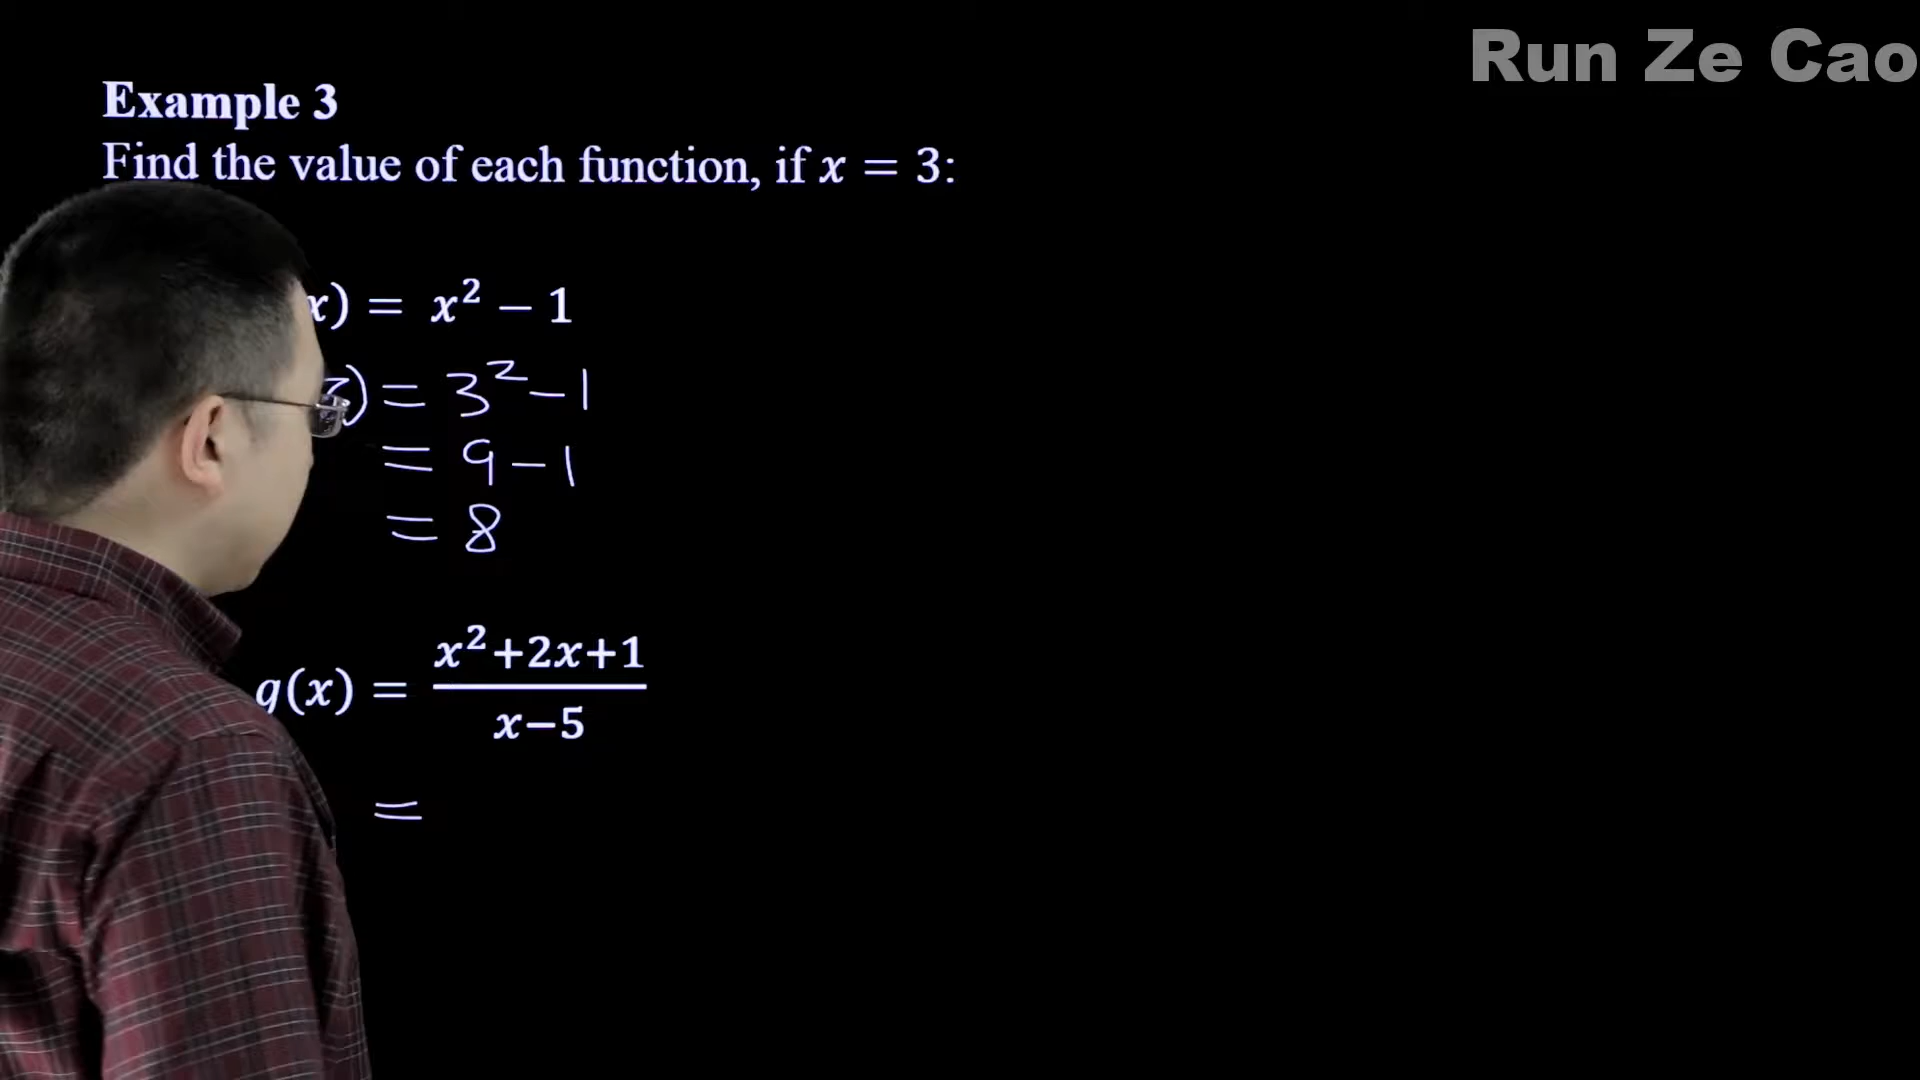 Run Ze Cao
Example 3
Find the value of each function, if x = 3:
x) = x² − 1
) = 3² − 1
= 9 − 1
= 8
g(x) = \frac{x²+2x+1}{x−5}
=